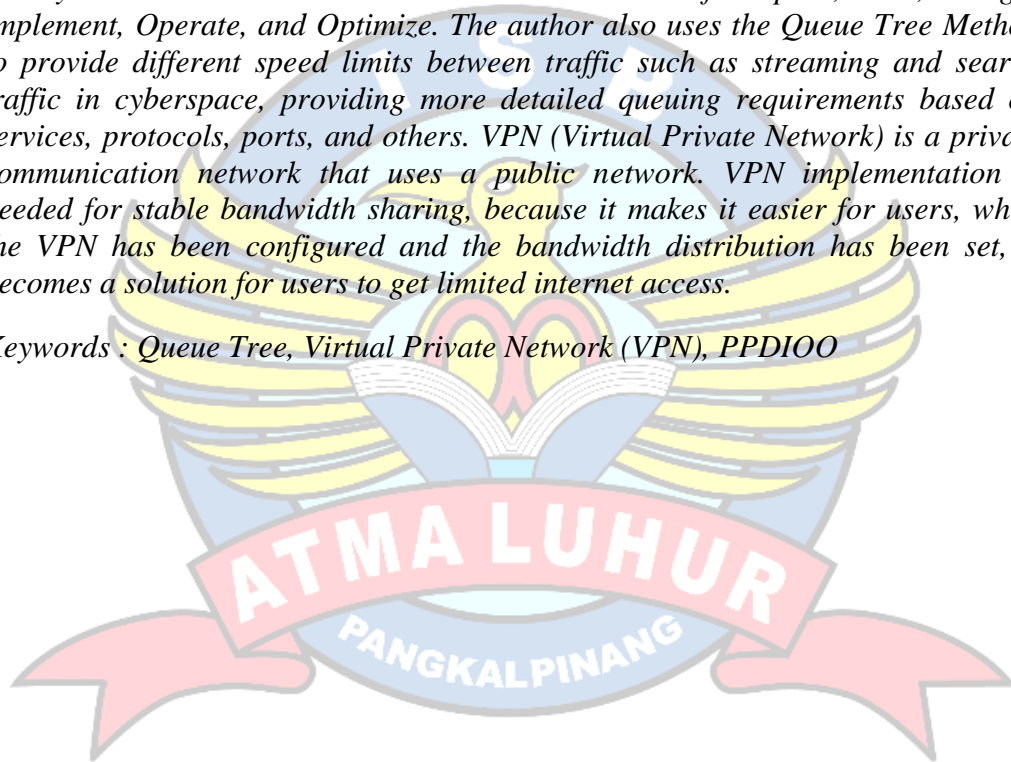 Implement, Operate, and Optimize. The author also uses the Queue Tree
to provide different speed limits between traffic such as streaming and
traffic in cyberspace, providing more detailed queuing requirements based
services, protocols, ports, and others. VPN (Virtual Private Network) is a
communication network that uses a public network. VPN implementation
needed for stable bandwidth sharing, because it makes it easier for users,
the VPN has been configured and the bandwidth distribution has been set,
becomes a solution for users to get limited internet access.
Keywords : Queue Tree, Virtual Private Network (VPN), PPDIOO
I S B
ATMA LUHUR
PANGKALPINANG